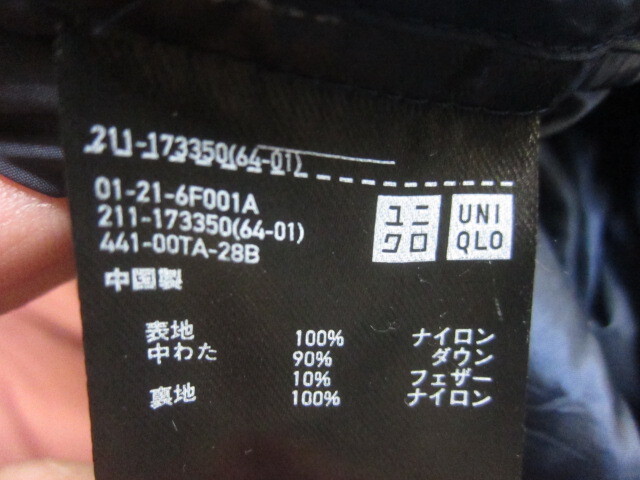 211-173350(64-01)
01-21-6F001A
211-173350(64-01)
441-00TA-28B
中国製
ユニ
クロ
UNI
QLO
表地 100% ナイロン
中わた 90% ダウン
10% フェザー
裏地 100% ナイロン